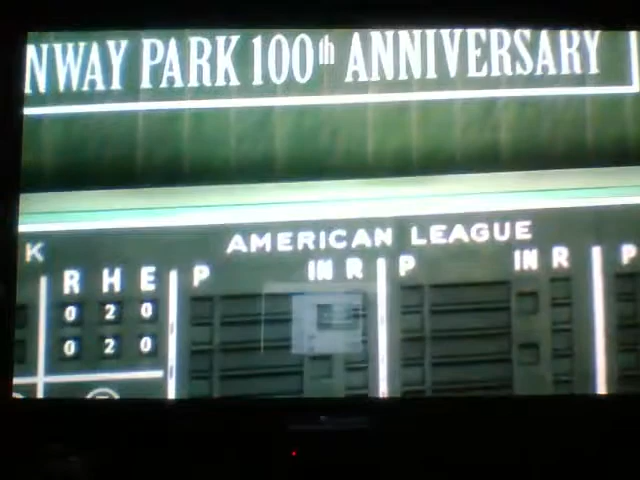 NWAY PARK 100th ANNIVERSARY
K AMERICAN LEAGUE
R H E P IN R P IN R P
0 2 0
0 2 0